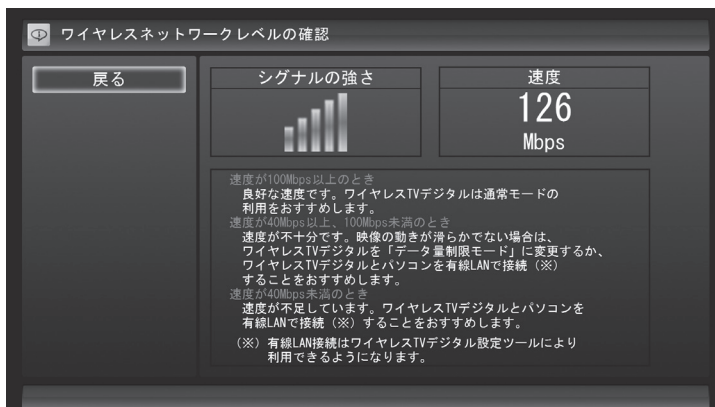 ワイヤレスネットワークレベルの確認
戻る
シグナルの強さ
速度
126
Mbps
速度が100Mbps以上のとき
良好な速度です。ワイヤレスTVデジタルは通常モードの
利用をおすすめします。
速度が40Mbps以上、100Mbps未満のとき
速度が不十分です。映像の動きが滑らかでない場合は、
ワイヤレスTVデジタルを「データ量制限モード」に変更するか、
ワイヤレスTVデジタルとパソコンを有線LANで接続（※）
することをおすすめします。
速度が40Mbps未満のとき
速度が不足しています。ワイヤレスTVデジタルとパソコンを
有線LANで接続（※）することをおすすめします。
（※）有線LAN接続はワイヤレスTVデジタル設定ツールにより
利用できるようになります。